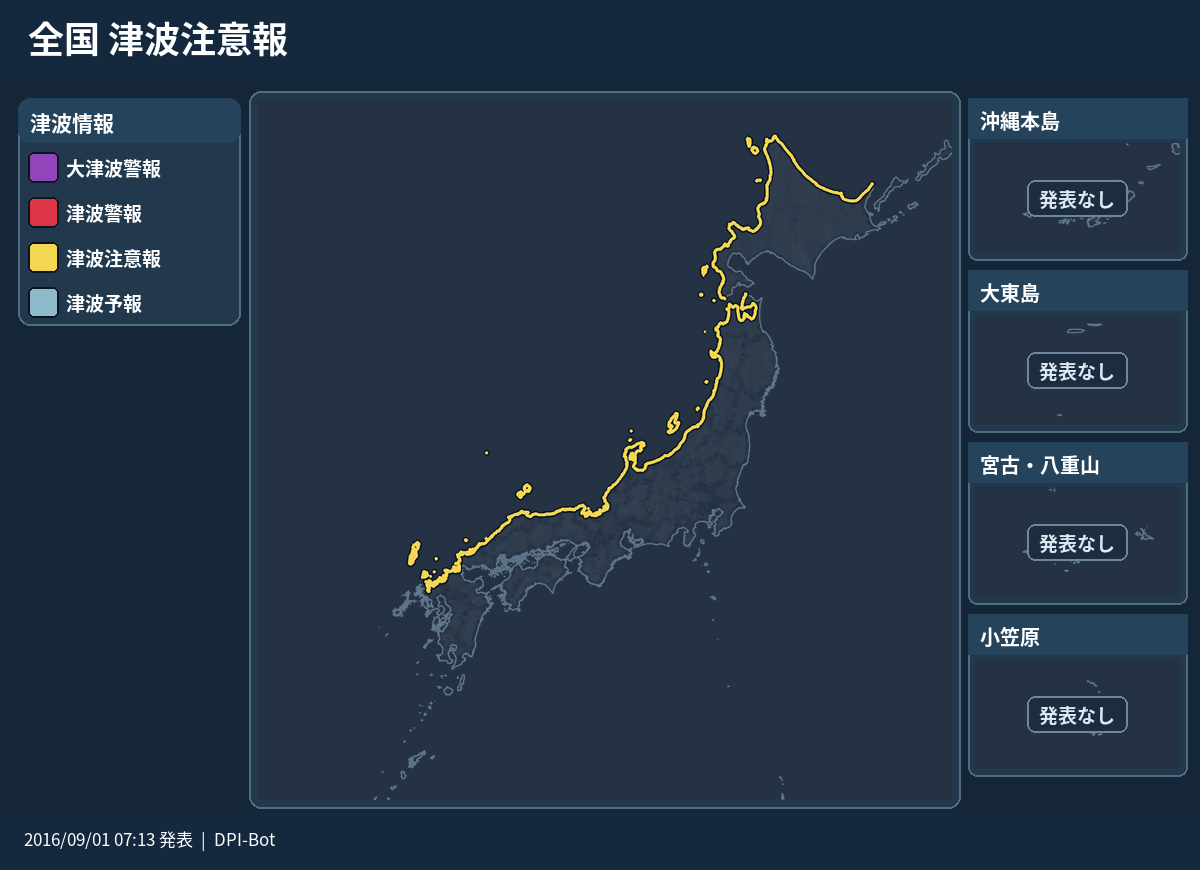 全国 津波注意報
津波情報
大津波警報
津波警報
津波注意報
津波予報
沖縄本島
発表なし
大東島
発表なし
宮古・八重山
発表なし
小笠原
発表なし
2016/09/01 07:13 発表 | DPI-Bot